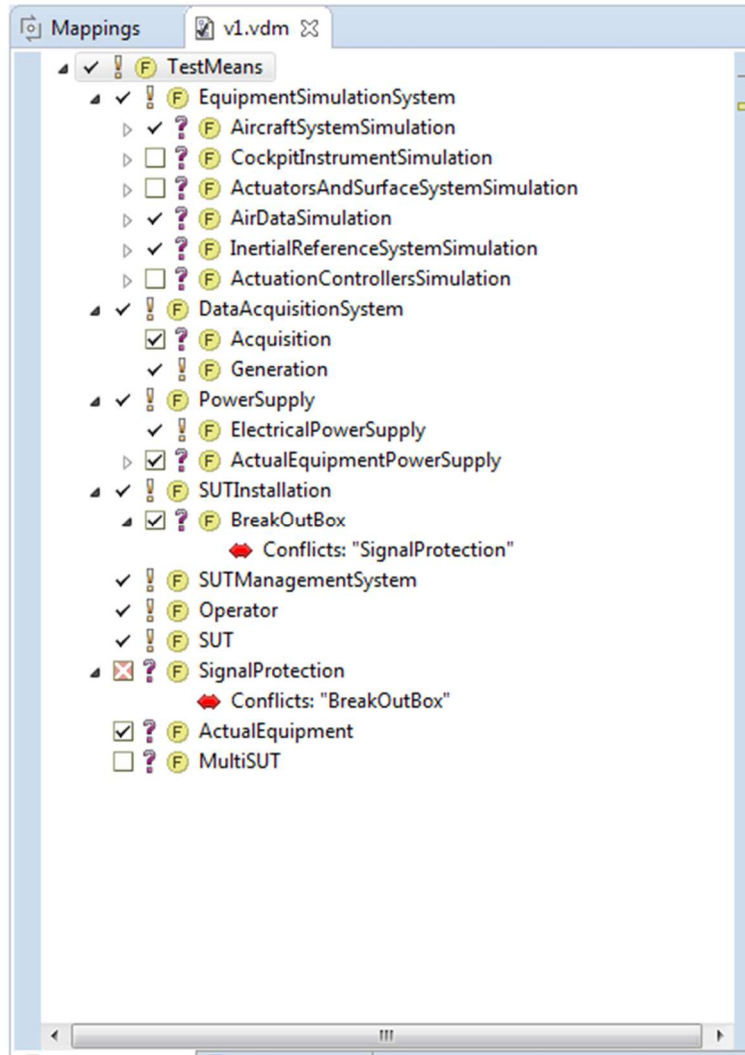 Mappings
v1.vdm
! F TestMeans
! F EquipmentSimulationSystem
? F AircraftSystemSimulation
? F CockpitInstrumentSimulation
? F ActuatorsAndSurfaceSystemSimulation
? F AirDataSimulation
? F InertialReferenceSystemSimulation
? F ActuationControllersSimulation
! F DataAcquisitionSystem
? F Acquisition
! F Generation
! F PowerSupply
! F ElectricalPowerSupply
? F ActualEquipmentPowerSupply
! F SUTInstallation
? F BreakOutBox
Conflicts: "SignalProtection"
! F SUTManagementSystem
! F Operator
! F SUT
? F SignalProtection
Conflicts: "BreakOutBox"
? F ActualEquipment
? F MultiSUT